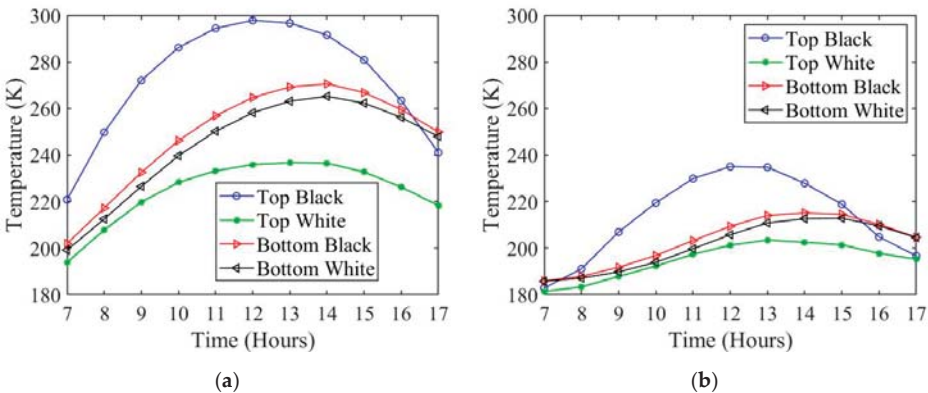 300
280
260
240
220
200
180
Temperature (K)
Top Black
Top White
Bottom Black
Bottom White
7 8 9 10 11 12 13 14 15 16 17
Time (Hours)
(a)
300
280
260
240
220
200
180
Temperature (K)
Top Black
Top White
Bottom Black
Bottom White
7 8 9 10 11 12 13 14 15 16 17
Time (Hours)
(b)